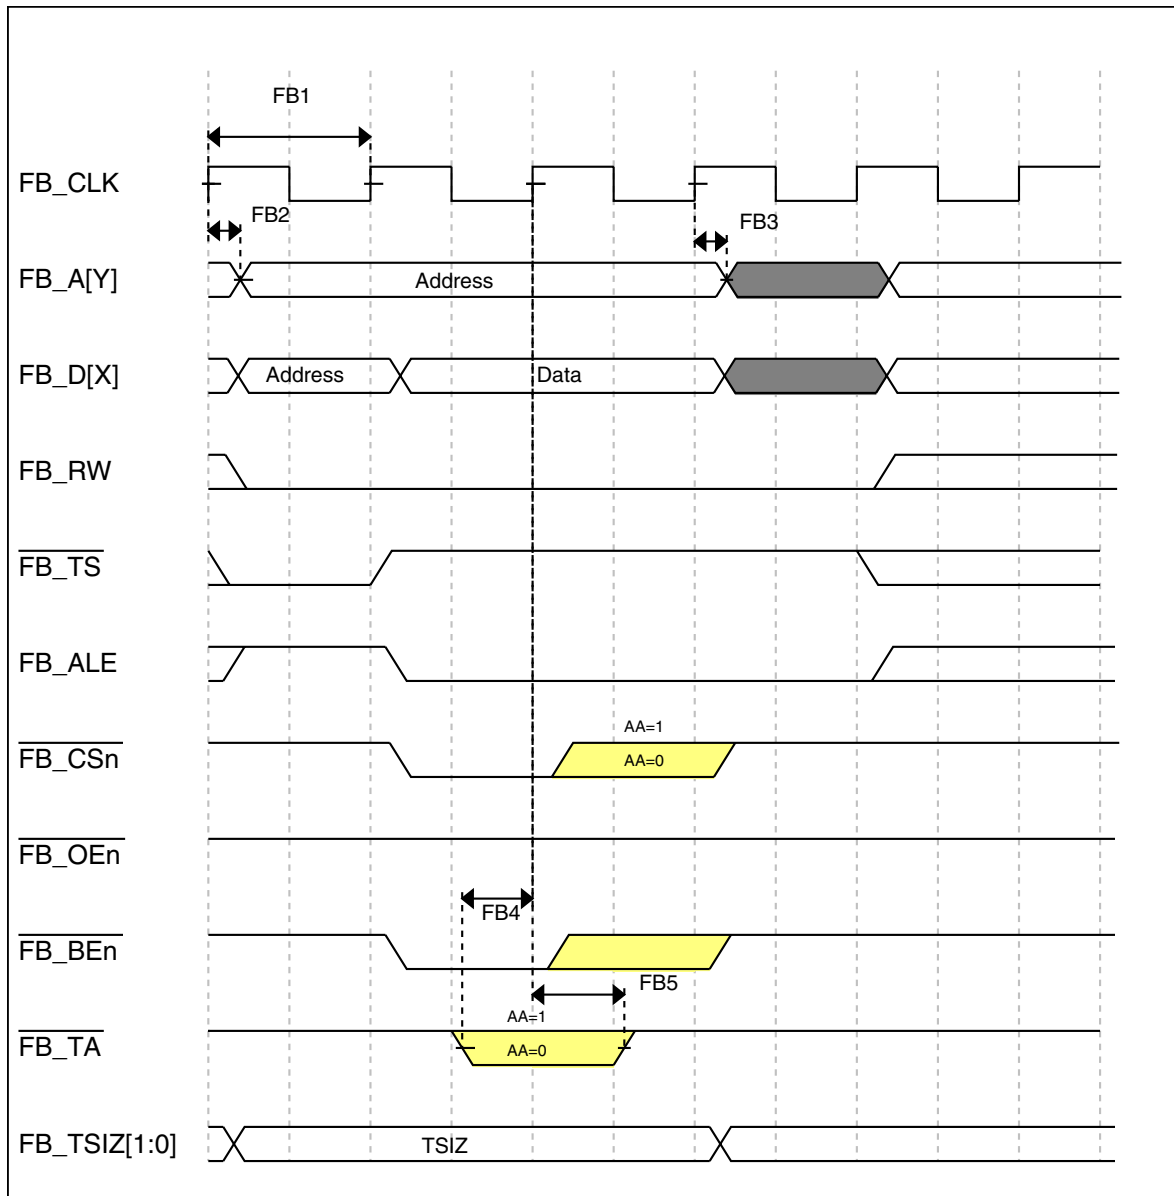 FB1
FB_CLK
FB2
FB3
FB_A[Y]
Address
FB_D[X]
Address
Data
FB_RW
FB_TS
FB_ALE
AA=1
FB_CSn
AA=0
FB_OEn
FB4
FB_BEn
FB5
AA=1
FB_TA
AA=0
FB_TSIZ[1:0]
TSIZ